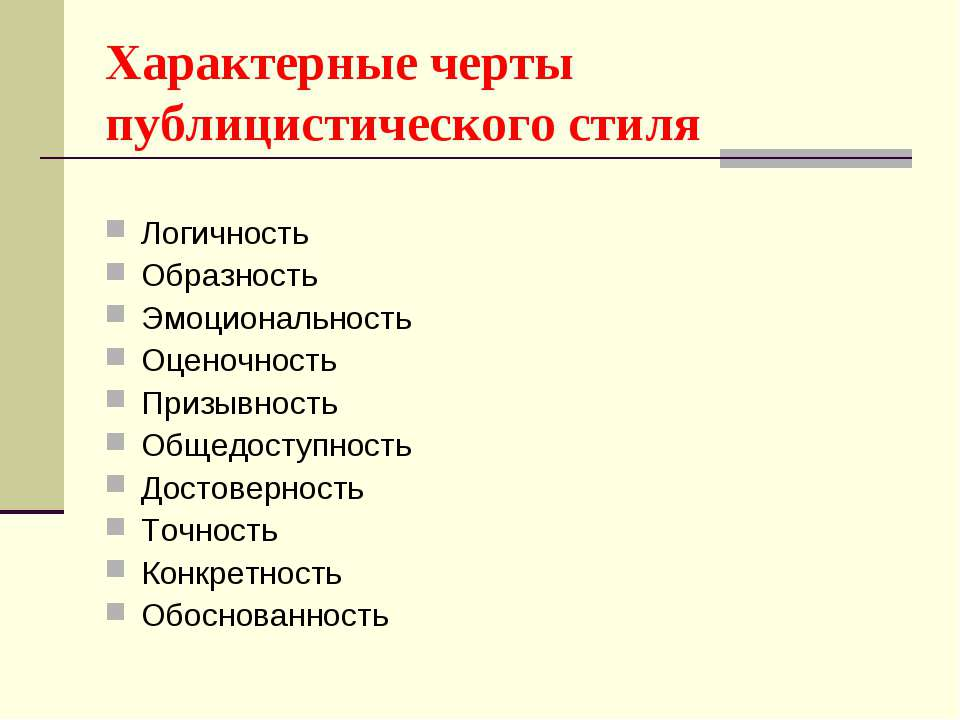 Характерные черты
публицистического стиля
Логичность
Образность
Эмоциональность
Оценочность
Призывность
Общедоступность
Достоверность
Точность
Конкретность
Обоснованность